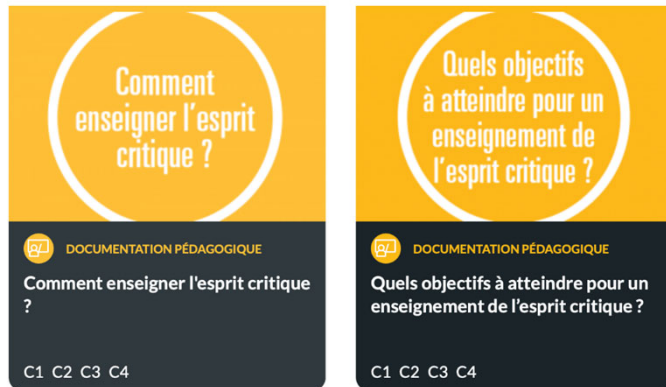 Comment
enseigner l'esprit
critique ?
DOCUMENTATION PÉDAGOGIQUE
Comment enseigner l'esprit critique
?
C1 C2 C3 C4
Quels objectifs
à atteindre pour un
enseignement de
l'esprit critique ?
DOCUMENTATION PÉDAGOGIQUE
Quels objectifs à atteindre pour un
enseignement de l’esprit critique ?
C1 C2 C3 C4